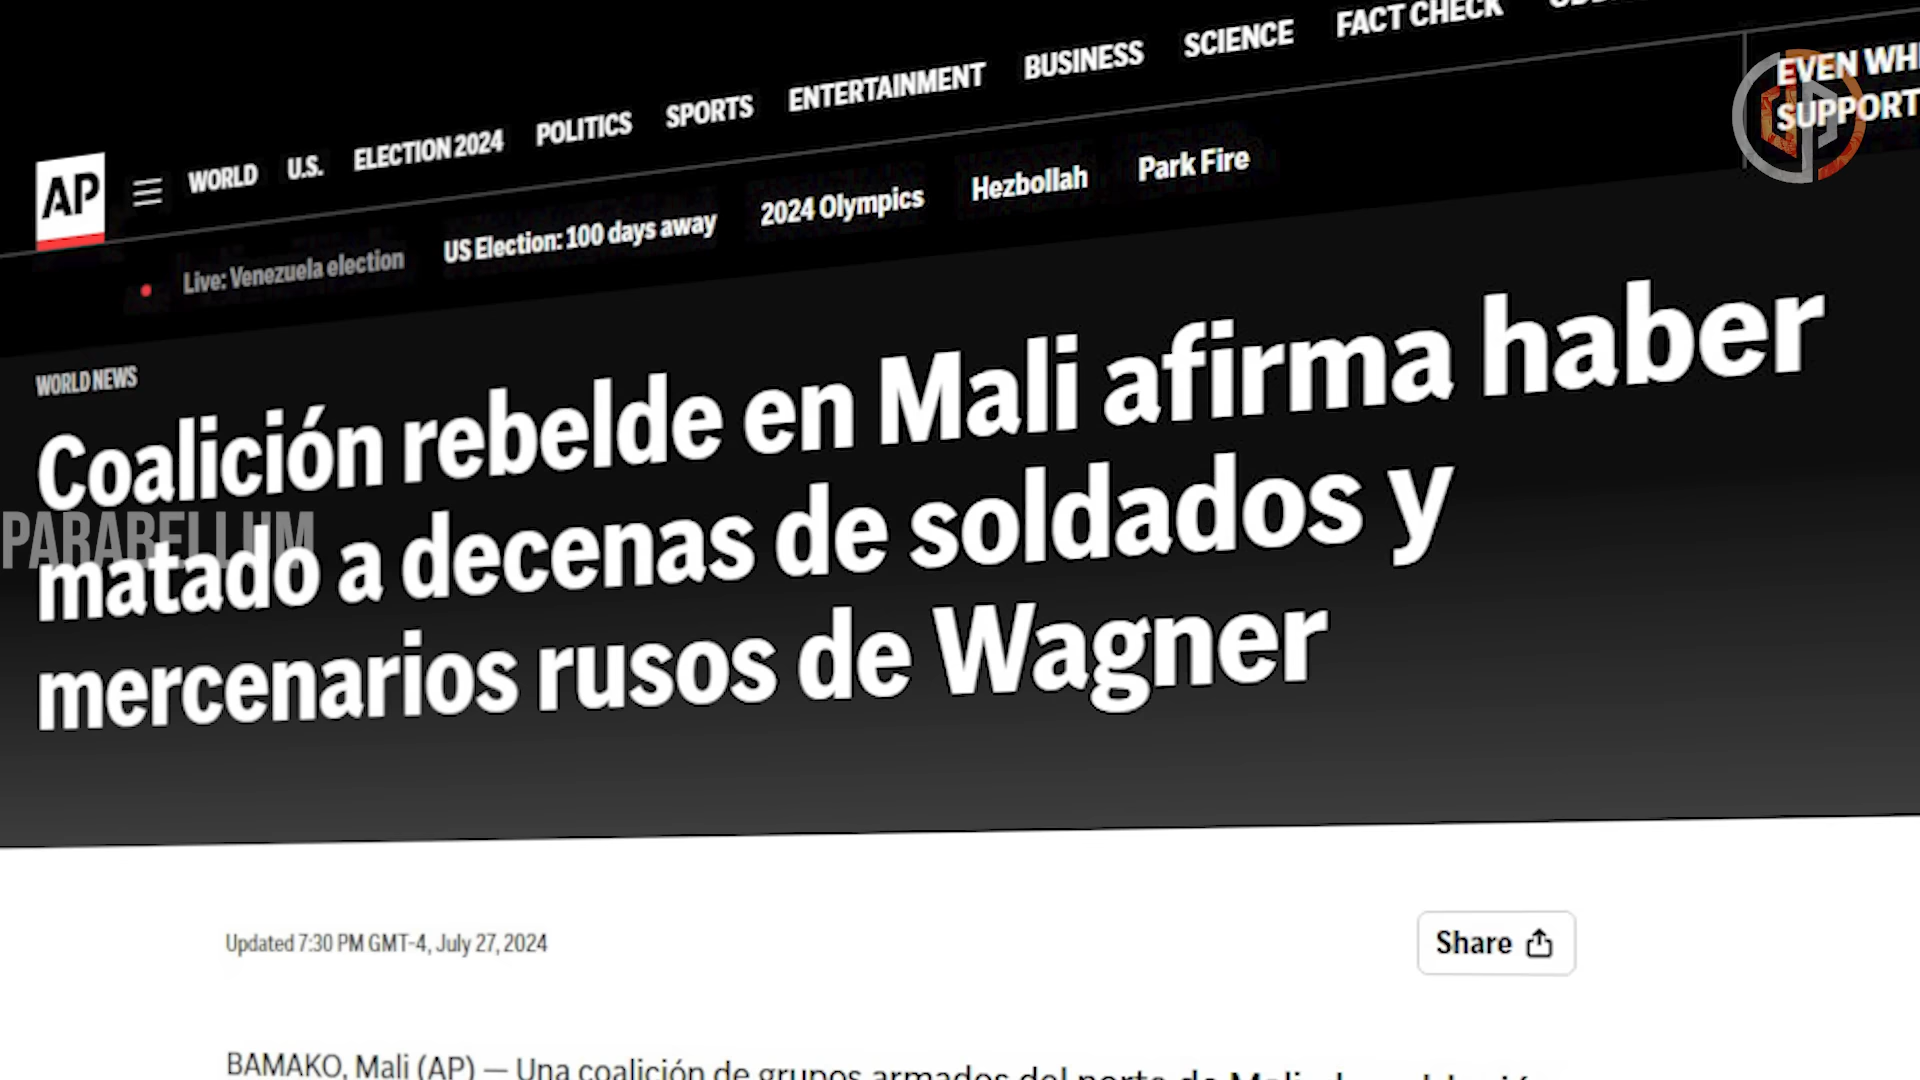 WORLD U.S. ELECTION 2024 POLITICS SPORTS ENTERTAINMENT BUSINESS SCIENCE FACT CHECK
EVEN WH
SUPPORT
AP
Live: Venezuela election US Election: 100 days away 2024 Olympics Hezbollah Park Fire
WORLD NEWS
Coalición rebelde en Mali afirma haber
PARABELLUM
matado a decenas de soldados y
mercenarios rusos de Wagner
Updated 7:30 PM GMT-4, July 27, 2024
Share
BAMAKO, Mali (AP) — Una coalición de grupos armados del norte de Mali